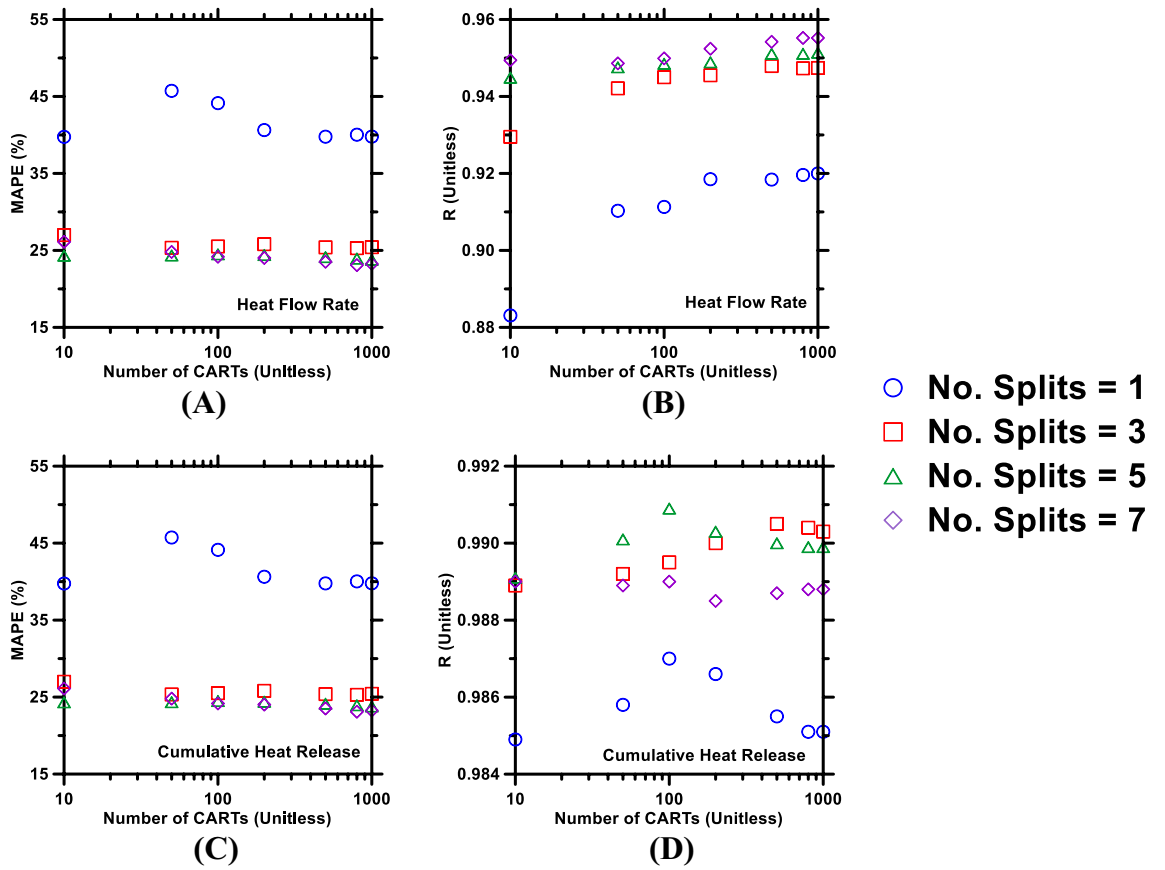 55
45
35
25
15
MAPE (%)
Heat Flow Rate
10
100
1000
Number of CARTs (Unitless)
(A)
0.96
0.94
0.92
0.90
0.88
R (Unitless)
Heat Flow Rate
10
100
1000
Number of CARTs (Unitless)
(B)
55
45
35
25
15
MAPE (%)
Cumulative Heat Release
10
100
1000
Number of CARTs (Unitless)
(C)
0.992
0.990
0.988
0.986
0.984
R (Unitless)
Cumulative Heat Release
10
100
1000
Number of CARTs (Unitless)
(D)
No. Splits = 1
No. Splits = 3
No. Splits = 5
No. Splits = 7